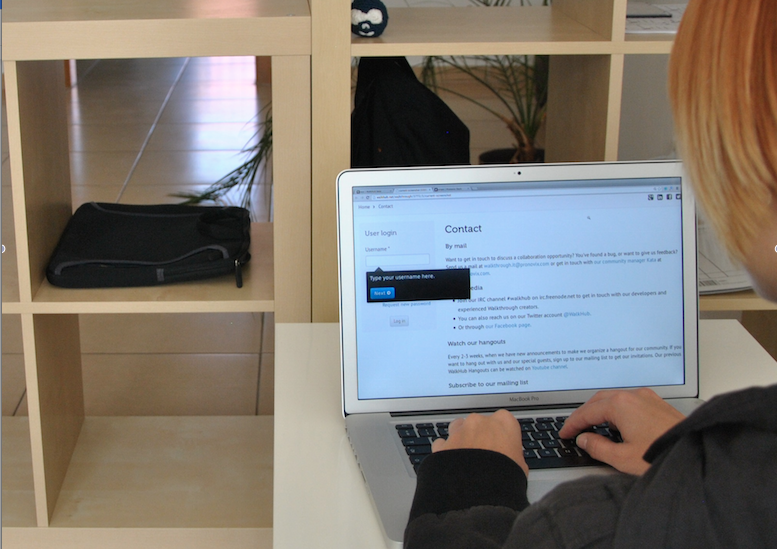 Home » Contact
User login
Username *
Type your username here.
Next
Request new password
LOG IN
Contact
By mail
Want to get in touch to discuss a collaboration opportunity? You've found a bug, or want to give us feedback?
us a mail at or get in touch with our community manager at
media
Join our IRC channel #walkhub on irc.freenode.net to get in touch with our developers and
experienced Walkthrough creators.
You can also reach us on our Twitter account @WalkHub.
Or through our Facebook page.
Watch our hangouts
Every 2-3 weeks, when we have new announcements to make we organise a hangout for our community. If you
want to hang out with us and our special guests, sign up to our mailing list to get our invitations. Our previous
WalkHub Hangouts can be watched on Youtube channel.
Subscribe to our mailing list
MacBook Pro